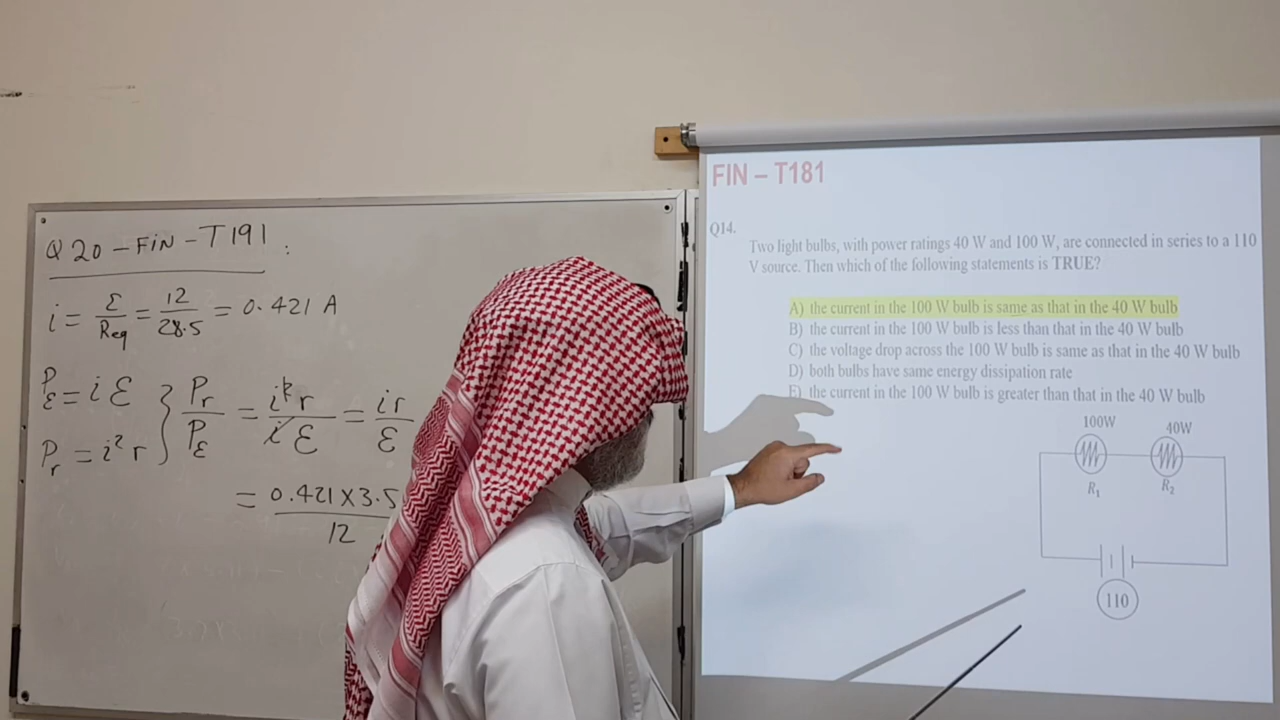 Q20 - FIN - T191 :
i = ε/Req = 12/28.5 = 0.421 A
Pε = i ε } Pr/Pε = i² r / i ε = i r / ε
Pr = i² r
= 0.421 x 3.5 / 12
FIN – T181
Q14.
Two light bulbs, with power ratings 40 W and 100 W, are connected in series to a 110
V source. Then which of the following statements is TRUE?
A) the current in the 100 W bulb is same as that in the 40 W bulb
B) the current in the 100 W bulb is less than that in the 40 W bulb
C) the voltage drop across the 100 W bulb is same as that in the 40 W bulb
D) both bulbs have same energy dissipation rate
E) the current in the 100 W bulb is greater than that in the 40 W bulb
100W 40W
R₁ R₂
110